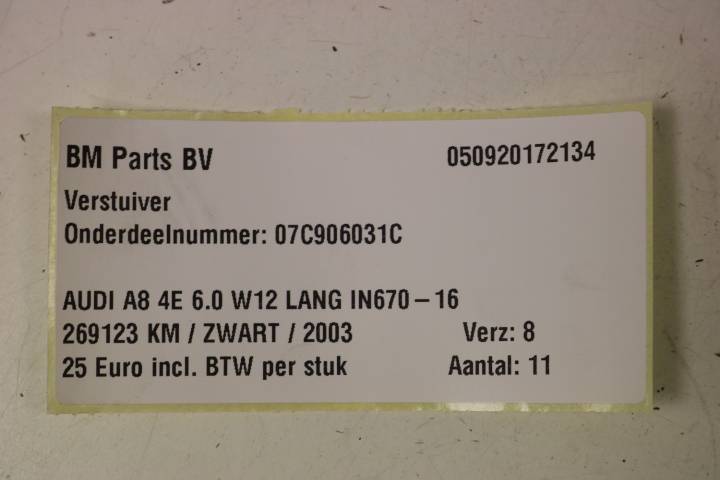 BM Parts BV 050920172134
Verstuiver
Onderdeelnummer: 07C906031C
AUDI A8 4E 6.0 W12 LANG IN670-16
269123 KM / ZWART / 2003 Verz: 8
25 Euro incl. BTW per stuk Aantal: 11